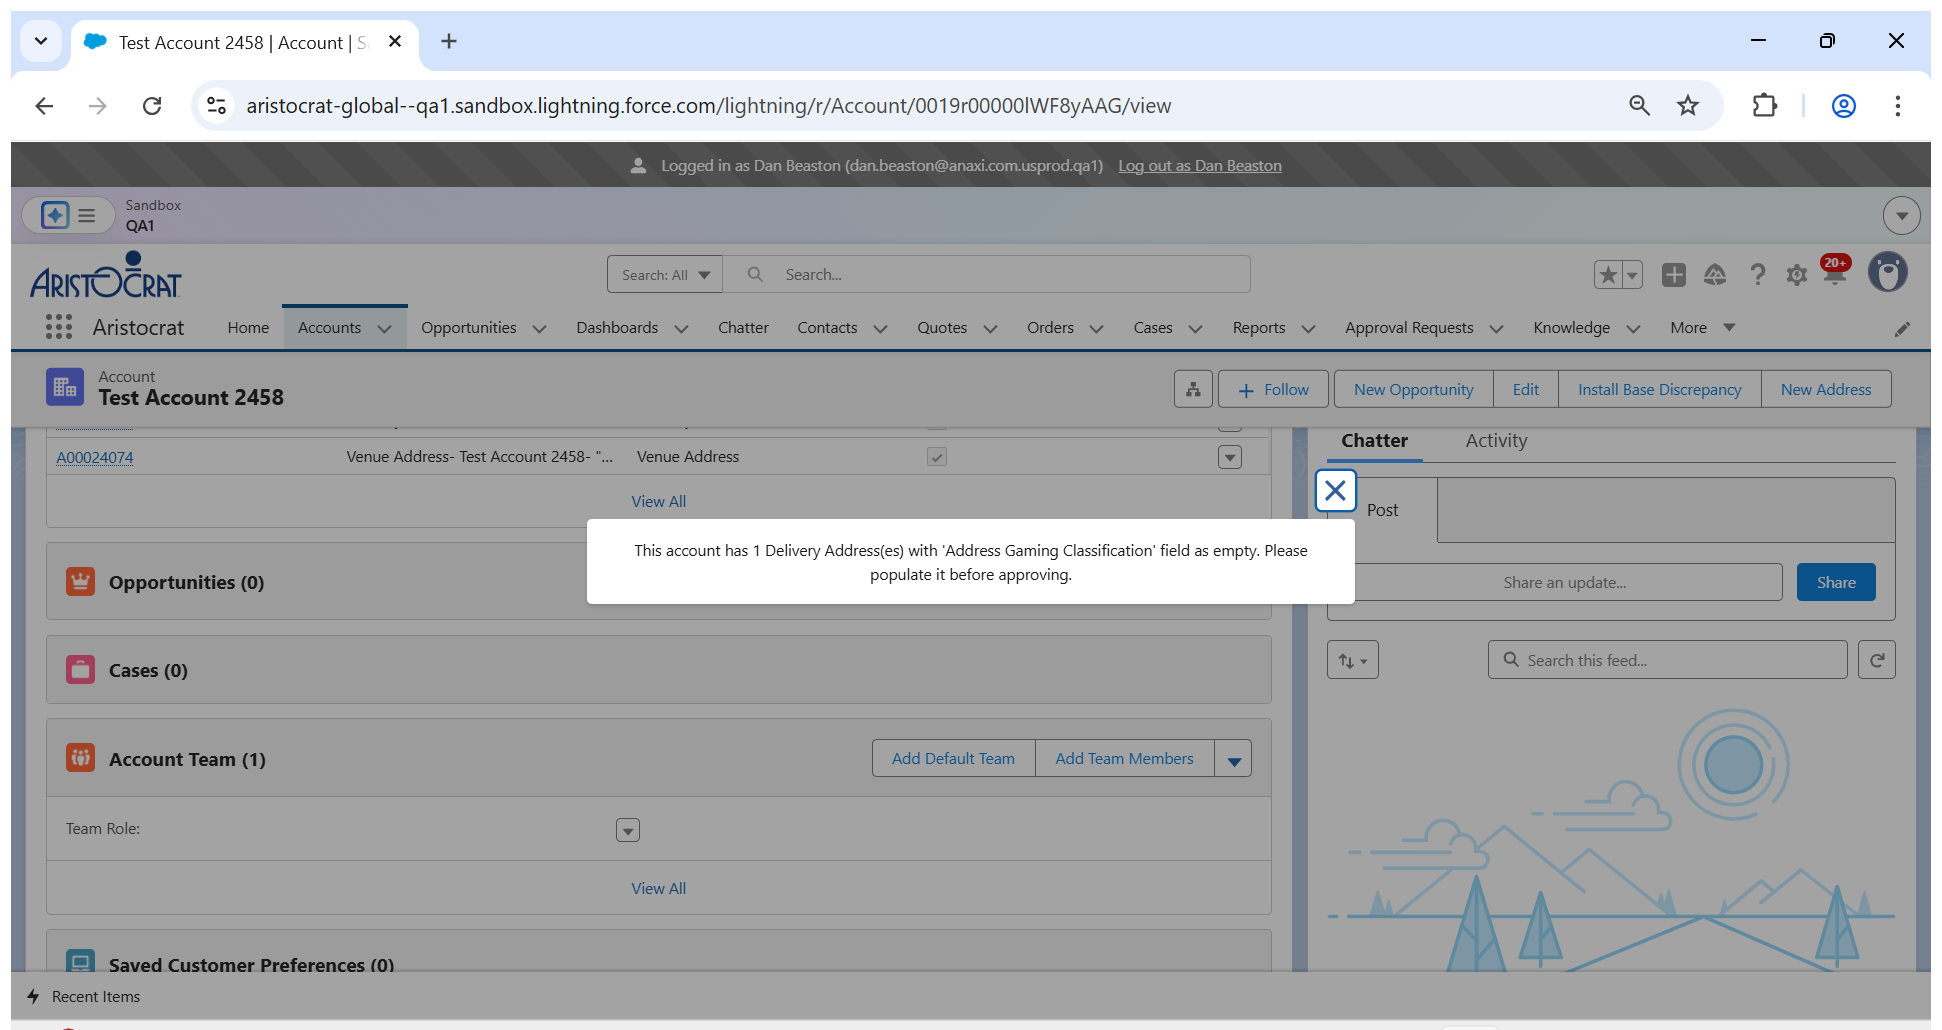 Test Account 2458 | Account | S
aristocrat-global--qa1.sandbox.lightning.force.com/lightning/r/Account/0019r00000lWF8yAAG/view
Logged in as Dan Beaston (dan.beaston@anaxi.com.usprod.qa1) Log out as Dan Beaston
Sandbox
QA1
ARISTOCRAT
Search: All
Search...
20+
Aristocrat Home Accounts Opportunities Dashboards Chatter Contacts Quotes Orders Cases Reports Approval Requests Knowledge More
Account
Test Account 2458
Follow New Opportunity Edit Install Base Discrepancy New Address
A00024074 Venue Address- Test Account 2458- "... Venue Address
View All
Chatter Activity
Post
This account has 1 Delivery Address(es) with 'Address Gaming Classification' field as empty. Please
populate it before approving.
Opportunities (0)
Share an update... Share
Cases (0)
Search this feed...
Account Team (1) Add Default Team Add Team Members
Team Role:
View All
Saved Customer Preferences (0)
Recent Items